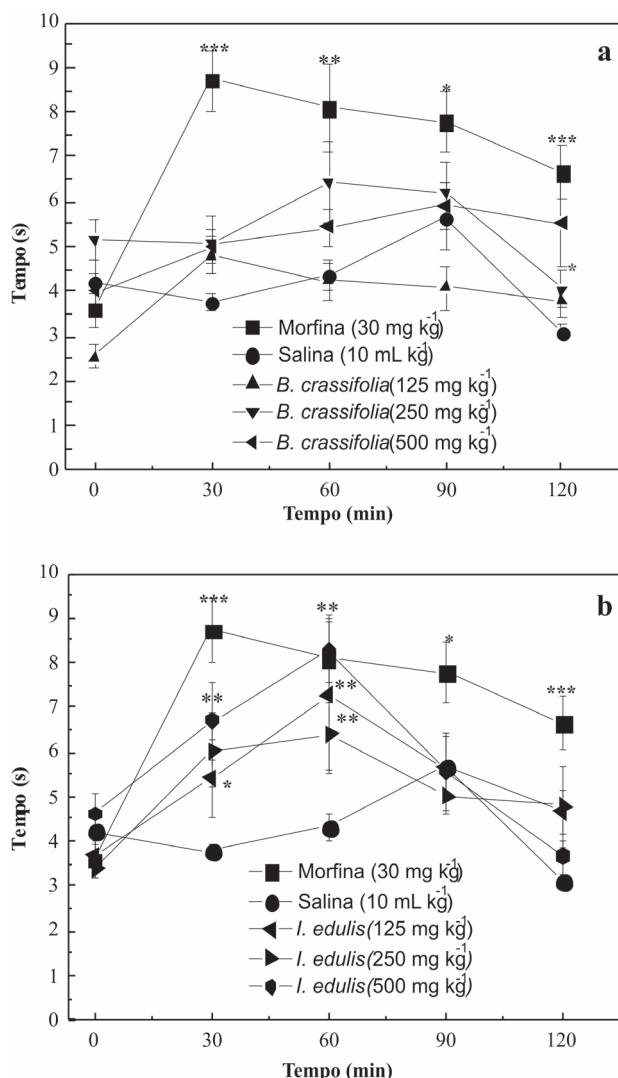 10
a
***
**
9
*
8
***
7
6
Tempo (s)
5
*
4
3
Morfina (30 mg kg-1)
Salina (10 mL kg-1)
2
B. crassifolia(125 mg kg-1)
B. crassifolia(250 mg kg-1)
1
B. crassifolia(500 mg kg-1)
0
0 30 60 90 120
Tempo (min)
10
b
***
**
9
*
8
***
**
**
7
**
6
Tempo (s)
*
5
4
Morfina (30 mg kg-1)
3
Salina (10 mL kg-1)
2
I. edulis(125 mg kg-1)
I. edulis(250 mg kg-1)
1
I. edulis(500 mg kg-1)
0
0 30 60 90 120
Tempo (min)